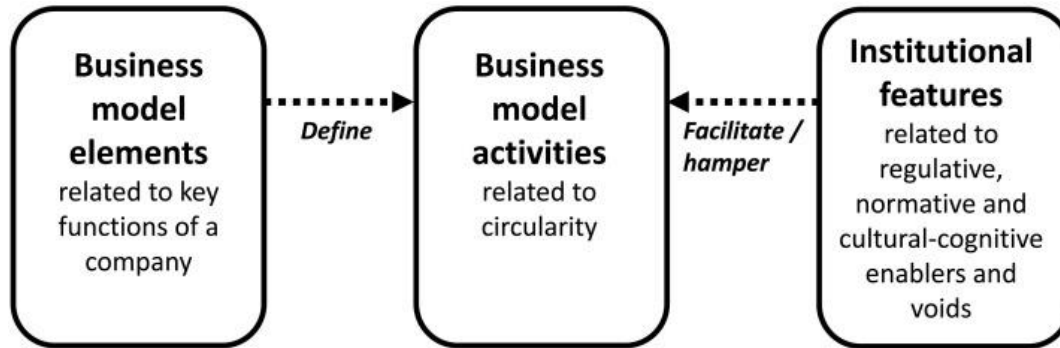 Business
model
elements
related to key
functions of a
company
Define
Business
model
activities
related to
circularity
Facilitate /
hamper
Institutional
features
related to
regulative,
normative and
cultural-cognitive
enablers and
voids